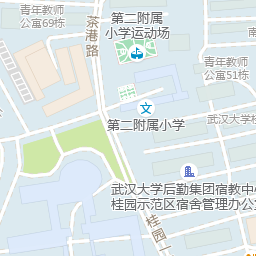 青年教师
公寓69栋
茶港路
第二附属
小学运动场
青年教师
公寓51栋
文
第二附属小学
武汉大学
武汉大学后勤集团宿教中
桂园示范区宿舍管理办公
桂园一